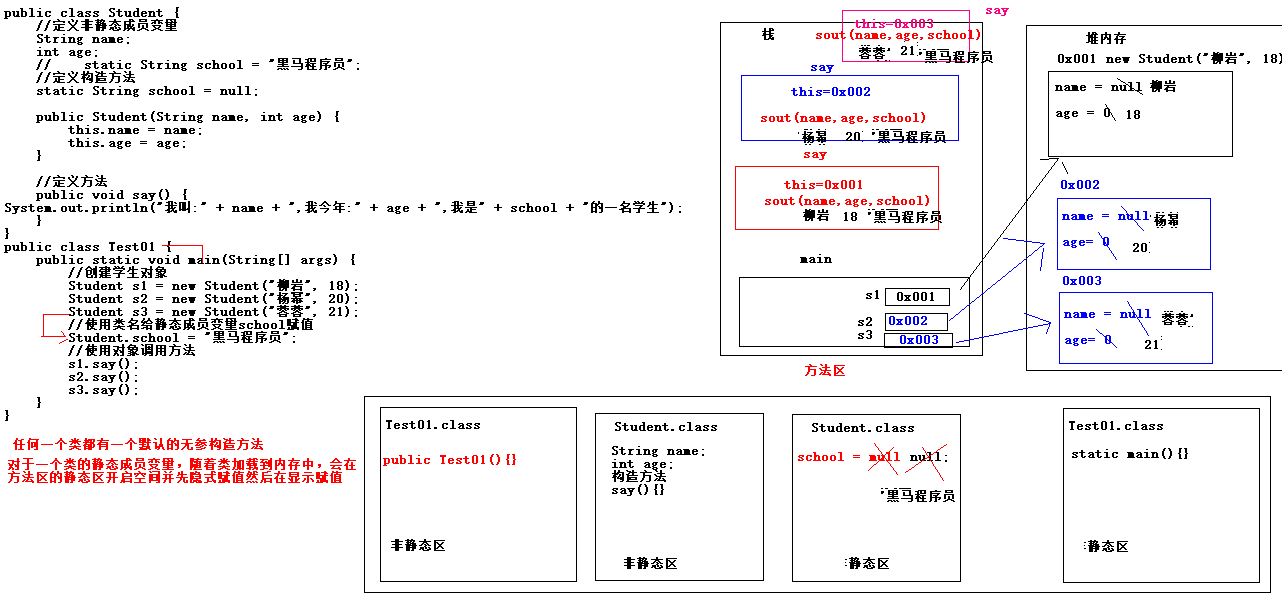 public class Student {
//定义非静态成员变量
String name;
int age;
// static String school = "黑马程序员";
//定义构造方法
static String school = null;
public Student(String name, int age) {
this.name = name;
this.age = age;
}
//定义方法
public void say() {
System.out.println("我叫:" + name + ",我今年:" + age + ",我是" + school + "的一名学生");
}
}
public class Test01 {
public static void main(String[] args) {
//创建学生对象
Student s1 = new Student("柳岩", 18);
Student s2 = new Student("杨幂", 20);
Student s3 = new Student("蓉蓉", 21);
//使用类名给静态成员变量school赋值
Student.school = "黑马程序员";
//使用对象调用方法
s1.say();
s2.say();
s3.say();
}
}
任何一个类都有一个默认的无参构造方法
对于一个类的静态成员变量，随着类加载到内存中，会在
方法区的静态区开启空间并先隐式赋值然后在显示赋值
栈
say
this=0x003
sout(name,age,school)
蓉蓉 21 "黑马程序员
say
this=0x002
sout(name,age,school)
杨幂 20 "黑马程序员
say
this=0x001
sout(name,age,school)
柳岩 18 "黑马程序员
main
s1 0x001
s2 0x002
s3 0x003
堆内存
0x001 new Student("柳岩", 18)
name = null 柳岩
age = 0 18
0x002
name = null 杨幂
age= 0 20
0x003
name = null 蓉蓉
age= 0 21
方法区
Test01.class
public Test01(){}
非静态区
Student.class
String name;
int age;
构造方法
say(){}
非静态区
Student.class
school = null null;
"黑马程序员
静态区
Test01.class
static main(){}
静态区